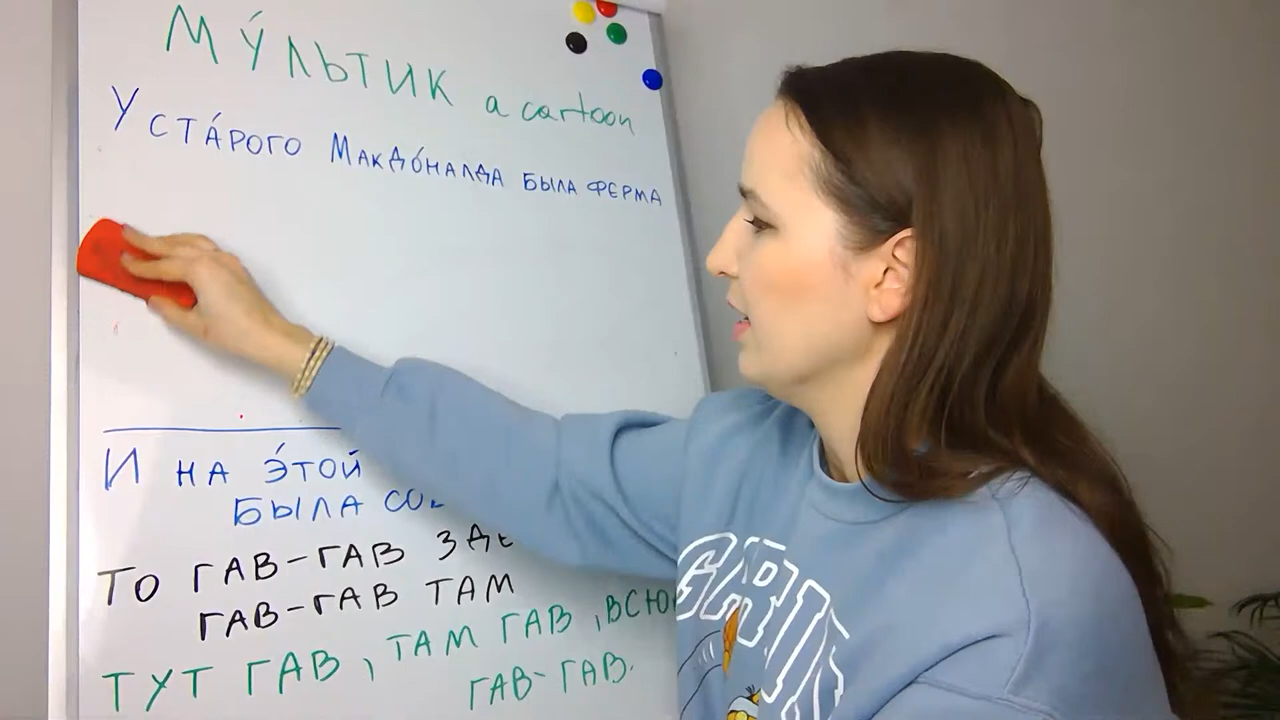 МУ́ЛЬТИК a cartoon
У СТА́РОГО МАКДО́НАЛДА БЫЛА ФЕРМА
И НА Э́ТОЙ
БЫЛА
ТО ГАВ-ГАВ
ГАВ-ГАВ ТАМ
ТУТ ГАВ, ТАМ ГАВ,
ГАВ-ГАВ.